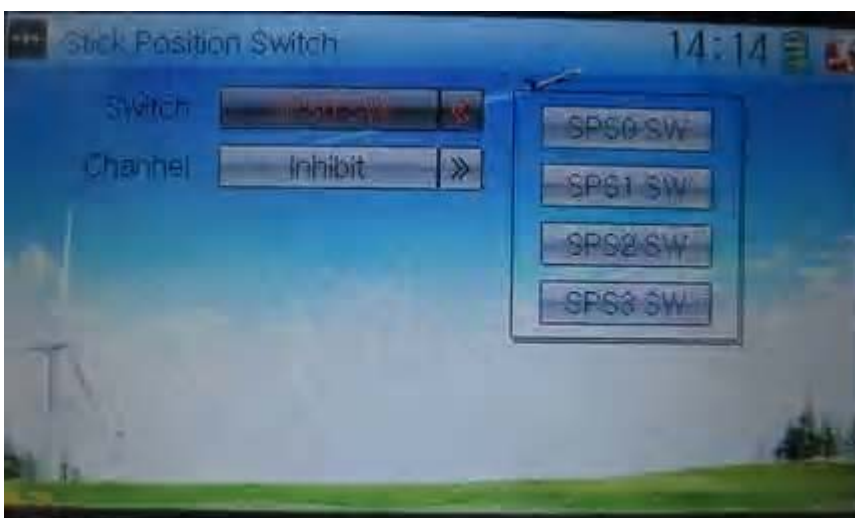 Stick Position Switch 14:14
Switch
SPS0 SW
Channel Inhibit »
SPS1 SW
SPS2 SW
SPS3 SW